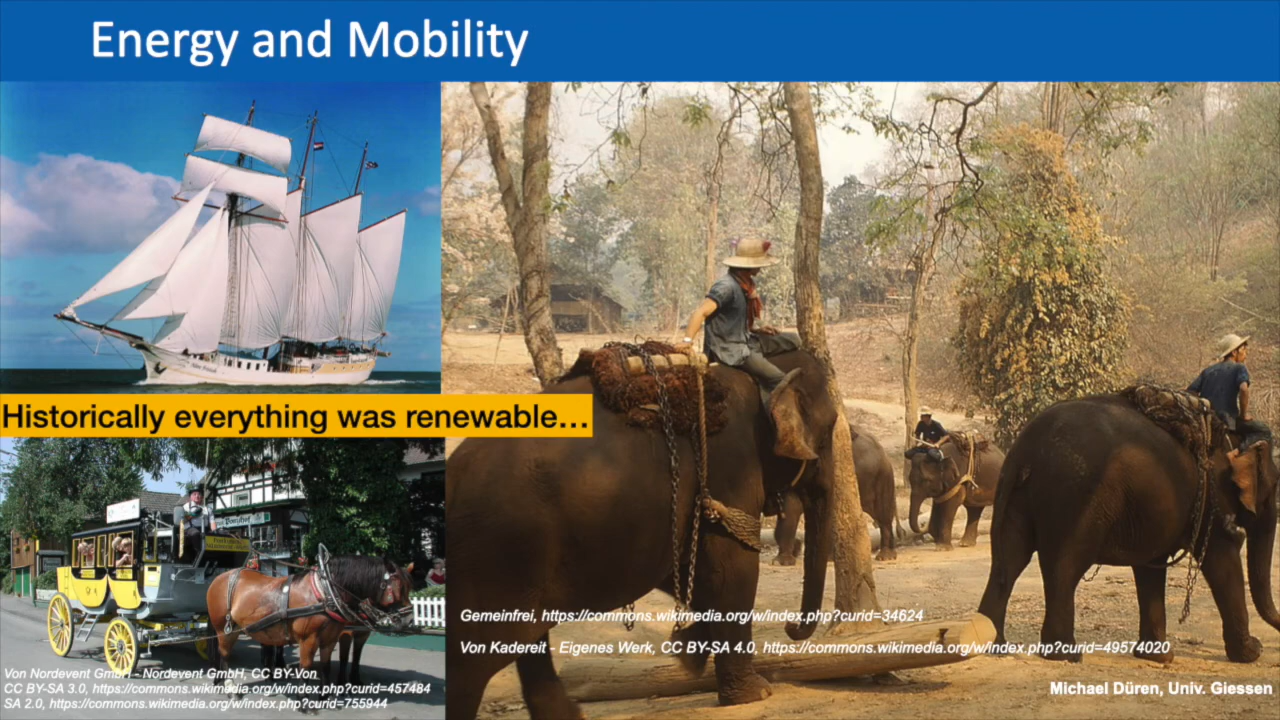 Energy and Mobility
Historically everything was renewable…
Gemeinfrei, https://commons.wikimedia.org/w/index.php?curid=34624
Von Kadereit - Eigenes Werk, CC BY-SA 4.0, https://commons.wikimedia.org/w/index.php?curid=49574020
Von Nordevent GmbH - Nordevent GmbH, CC BY-Von
CC BY-SA 3.0, https://commons.wikimedia.org/w/index.php?curid=457484
SA 2.0, https://commons.wikimedia.org/w/index.php?curid=755944
Michael Düren, Univ. Giessen